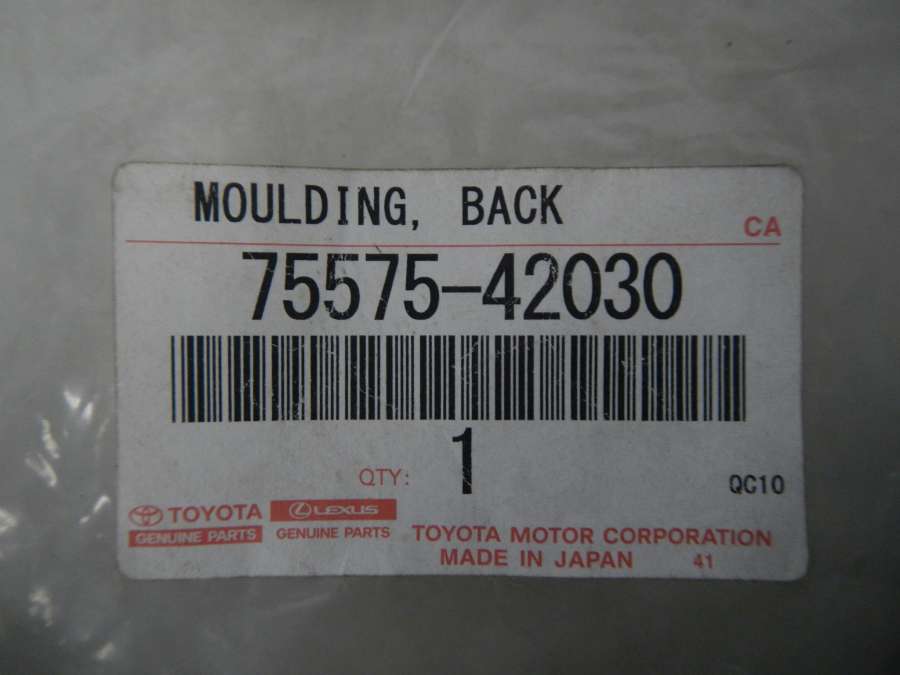 MOULDING, BACK
CA
75575-42030
QTY: 1
QC10
TOYOTA
GENUINE PARTS
LEXUS
GENUINE PARTS
TOYOTA MOTOR CORPORATION
MADE IN JAPAN 41